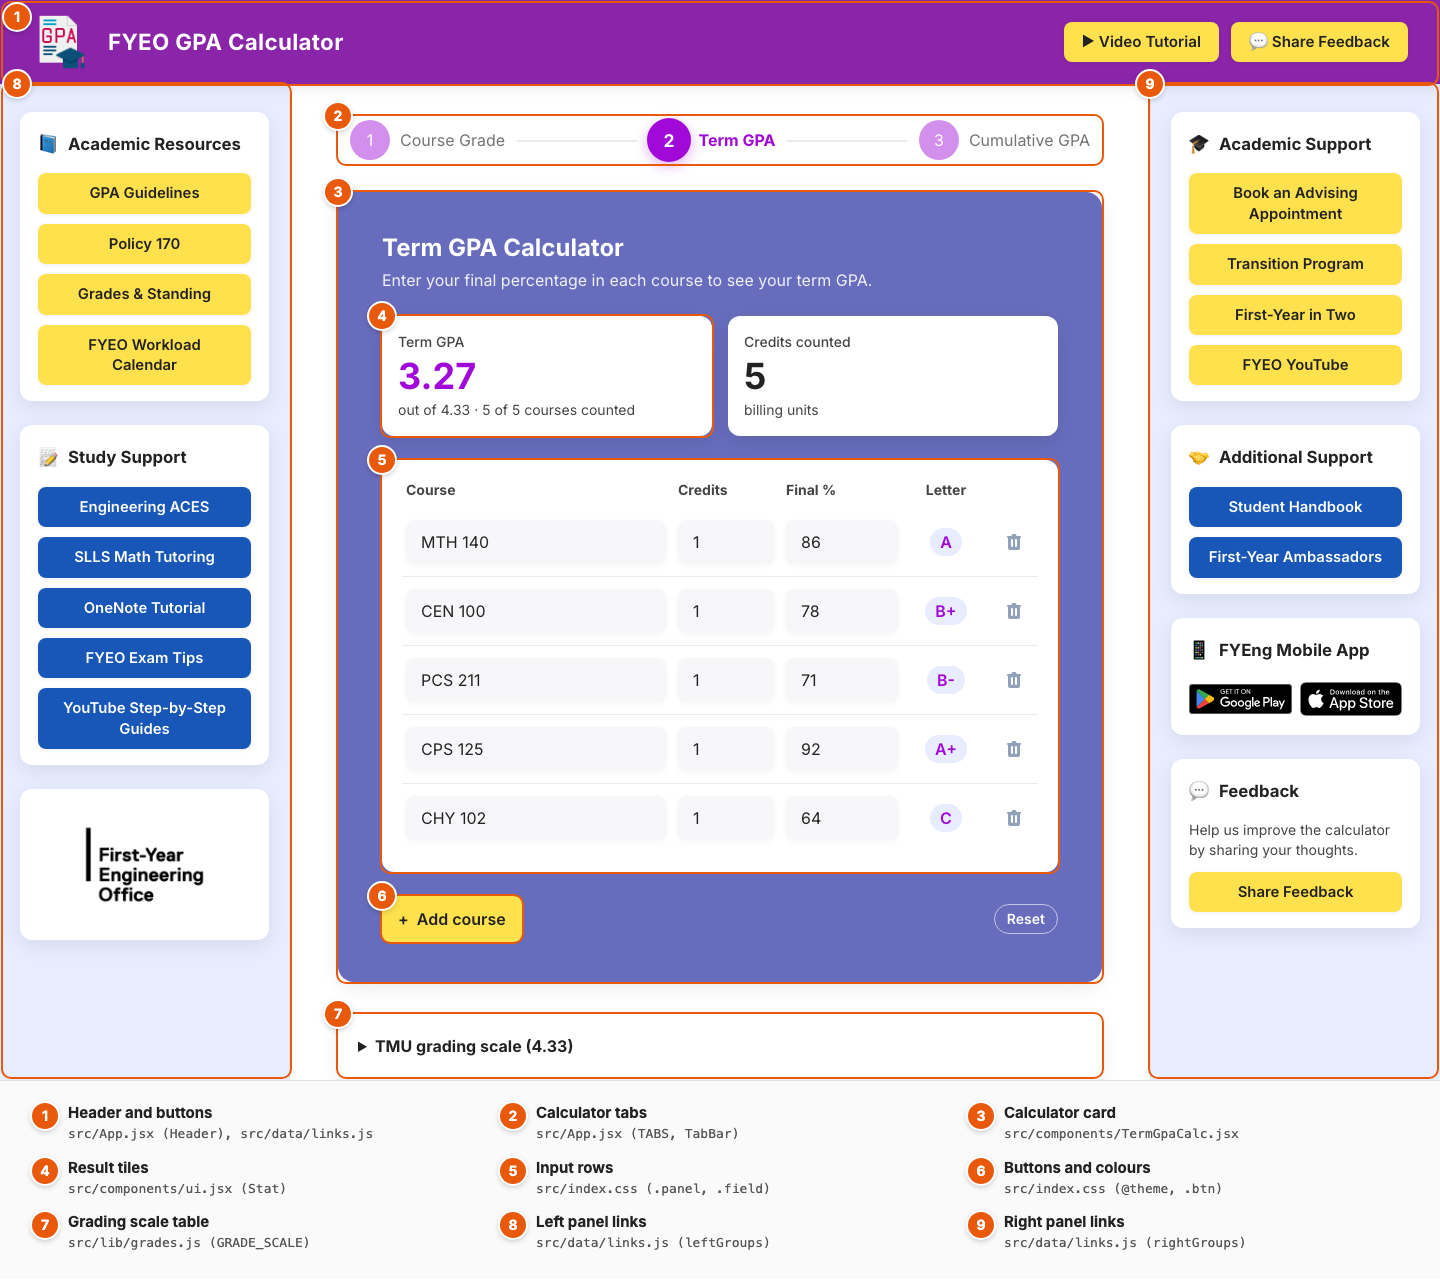 1
GPA
FYEO GPA Calculator
▶ Video Tutorial
💬 Share Feedback
8
📘 Academic Resources
GPA Guidelines
Policy 170
Grades & Standing
FYEO Workload
Calendar
📝 Study Support
Engineering ACES
SLLS Math Tutoring
OneNote Tutorial
FYEO Exam Tips
YouTube Step-by-Step
Guides
First-Year
Engineering
Office
2
1 Course Grade
2 Term GPA
3 Cumulative GPA
3
Term GPA Calculator
Enter your final percentage in each course to see your term GPA.
4
Term GPA
3.27
out of 4.33 · 5 of 5 courses counted
Credits counted
5
billing units
5
Course Credits Final % Letter
MTH 140 1 86 A
CEN 100 1 78 B+
PCS 211 1 71 B-
CPS 125 1 92 A+
CHY 102 1 64 C
6
+ Add course
Reset
7
▶ TMU grading scale (4.33)
9
🎓 Academic Support
Book an Advising
Appointment
Transition Program
First-Year in Two
FYEO YouTube
🤝 Additional Support
Student Handbook
First-Year Ambassadors
📱 FYEng Mobile App
GET IT ON
Google Play
Download on the
App Store
💬 Feedback
Help us improve the calculator
by sharing your thoughts.
Share Feedback
1 Header and buttons
src/App.jsx (Header), src/data/links.js
2 Calculator tabs
src/App.jsx (TABS, TabBar)
3 Calculator card
src/components/TermGpaCalc.jsx
4 Result tiles
src/components/ui.jsx (Stat)
5 Input rows
src/index.css (.panel, .field)
6 Buttons and colours
src/index.css (@theme, .btn)
7 Grading scale table
src/lib/grades.js (GRADE_SCALE)
8 Left panel links
src/data/links.js (leftGroups)
9 Right panel links
src/data/links.js (rightGroups)